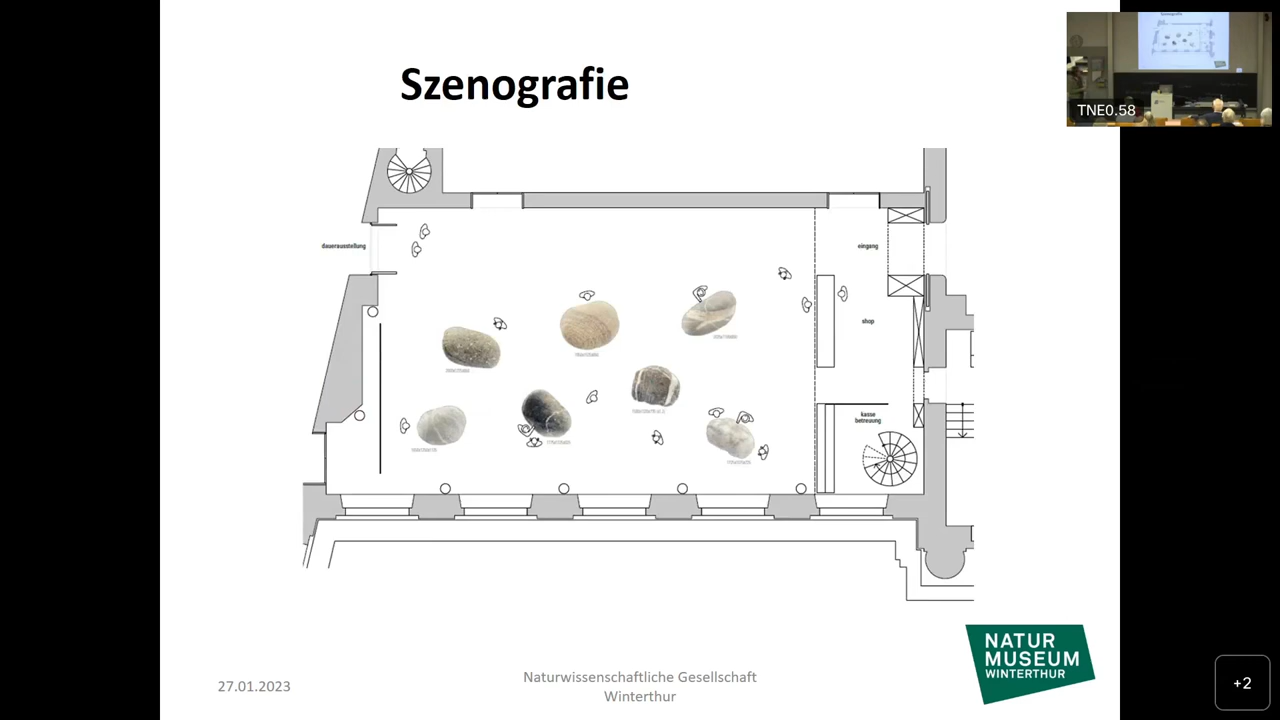 Szenografie
TNE0.58
dauerausstellung
eingang
shop
kasse
betreuung
27.01.2023
Naturwissenschaftliche Gesellschaft
Winterthur
NATUR
MUSEUM
WINTERTHUR
+2